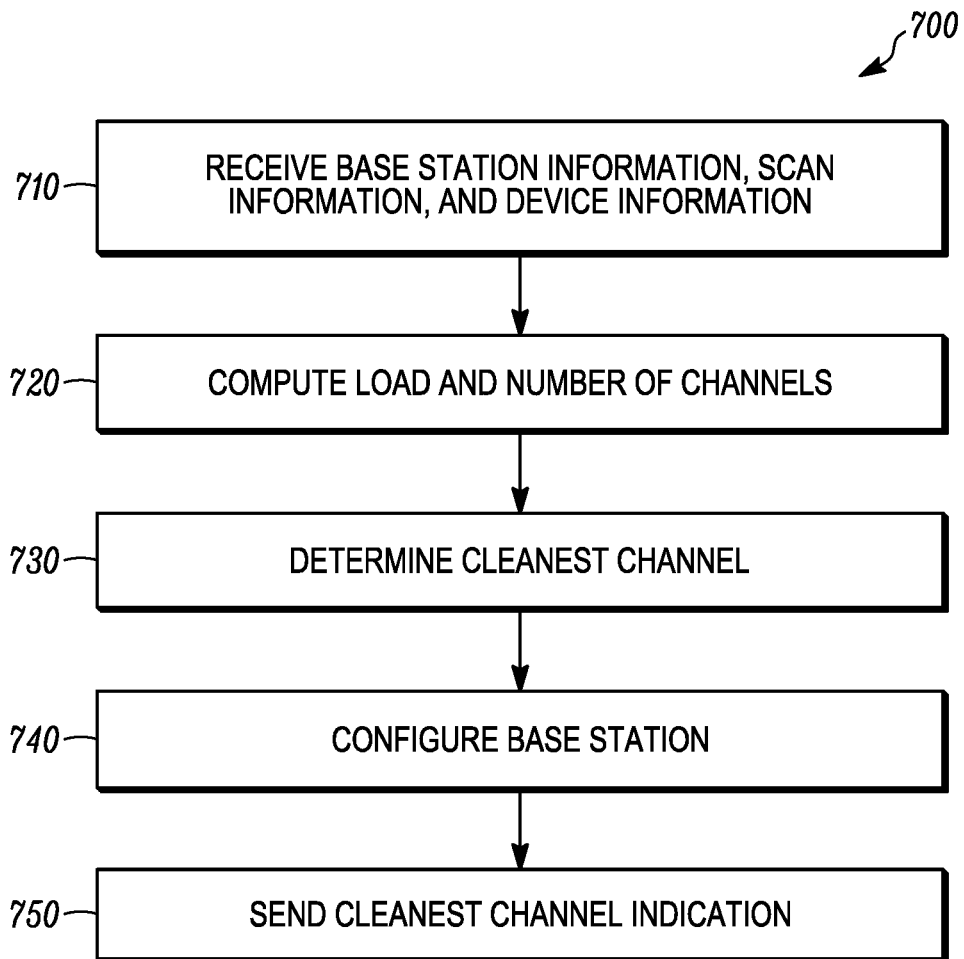 700
710
RECEIVE BASE STATION INFORMATION, SCAN
INFORMATION, AND DEVICE INFORMATION
720
COMPUTE LOAD AND NUMBER OF CHANNELS
730
DETERMINE CLEANEST CHANNEL
740
CONFIGURE BASE STATION
750
SEND CLEANEST CHANNEL INDICATION